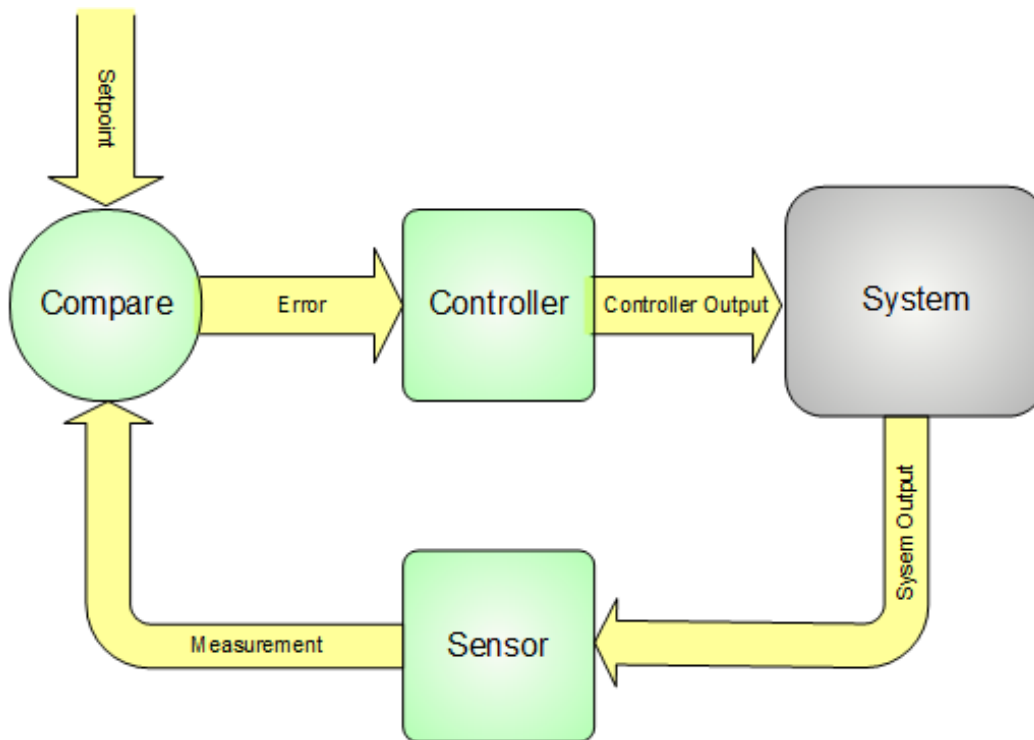 Setpoint
Compare
Error
Controller
Controller Output
System
Sysem Output
Sensor
Measurement